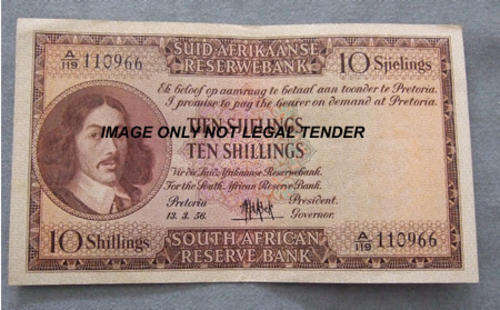 SUID-AFRIKAANSE
RESERWEBANK
A/119 110966
10 Sjielings
Ek beloof op aanvrag te betaal aan toonder te Pretoria.
I promise to pay the bearer on demand at Pretoria.
IMAGE ONLY NOT LEGAL TENDER
TIEN SJIELINGS
TEN SHILLINGS
Vir die Suid-Afrikaanse Reserwebank.
For the South African Reserve Bank.
Pretoria
President.
13. 3. 56.
Governor.
10 Shillings
SOUTH AFRICAN
RESERVE BANK
A/119 110966